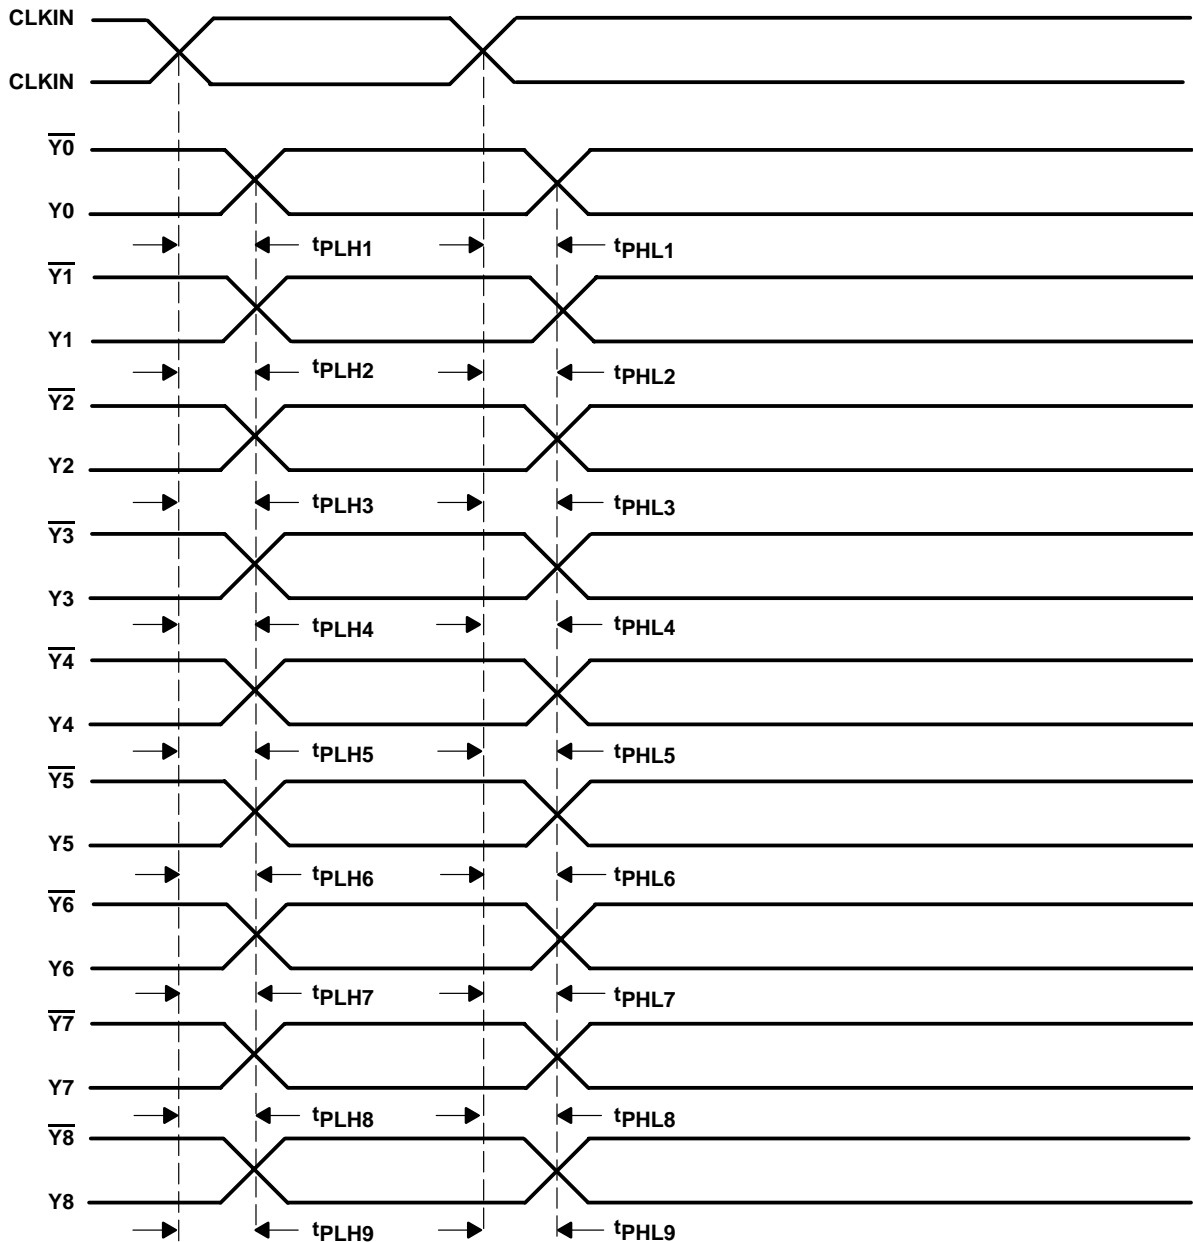 CLKIN
CLKIN
Y0
Y0
tPLH1 tPHL1
Y1
Y1
tPLH2 tPHL2
Y2
Y2
tPLH3 tPHL3
Y3
Y3
tPLH4 tPHL4
Y4
Y4
tPLH5 tPHL5
Y5
Y5
tPLH6 tPHL6
Y6
Y6
tPLH7 tPHL7
Y7
Y7
tPLH8 tPHL8
Y8
Y8
tPLH9 tPHL9